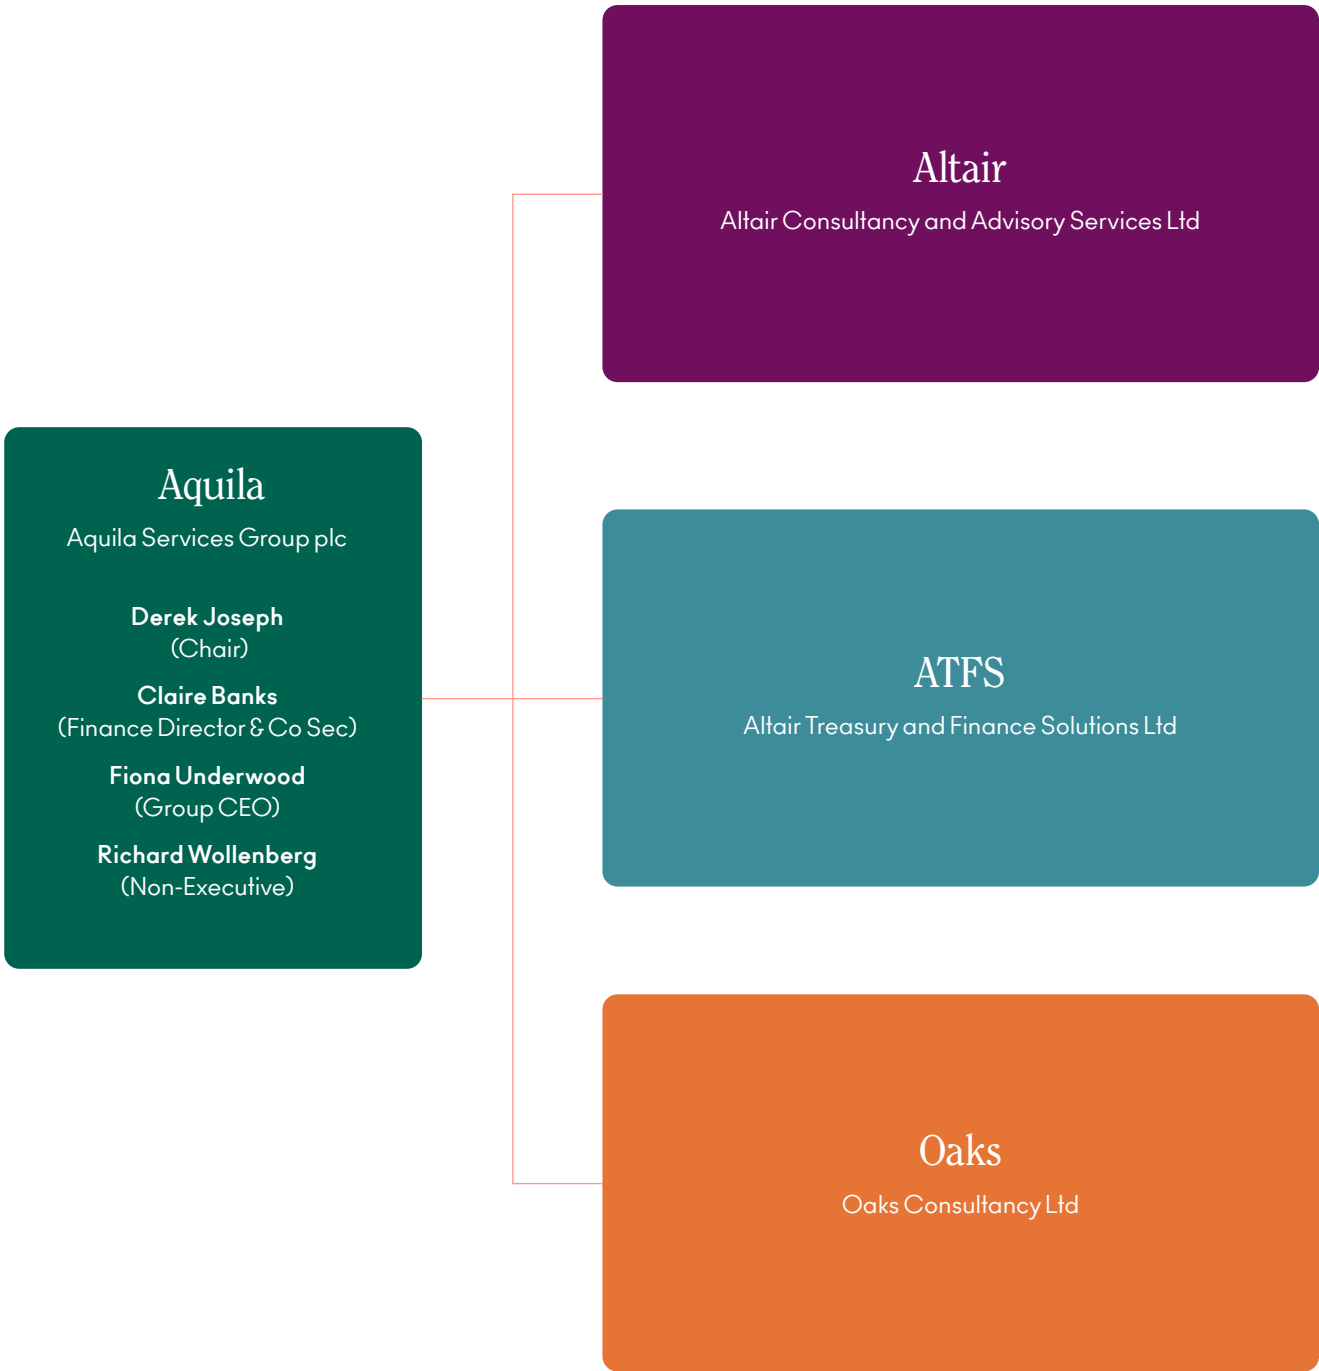 Aquila
Aquila Services Group plc
Derek Joseph
(Chair)
Claire Banks
(Finance Director & Co Sec)
Fiona Underwood
(Group CEO)
Richard Wollenberg
(Non-Executive)
Altair
Altair Consultancy and Advisory Services Ltd
ATFS
Altair Treasury and Finance Solutions Ltd
Oaks
Oaks Consultancy Ltd